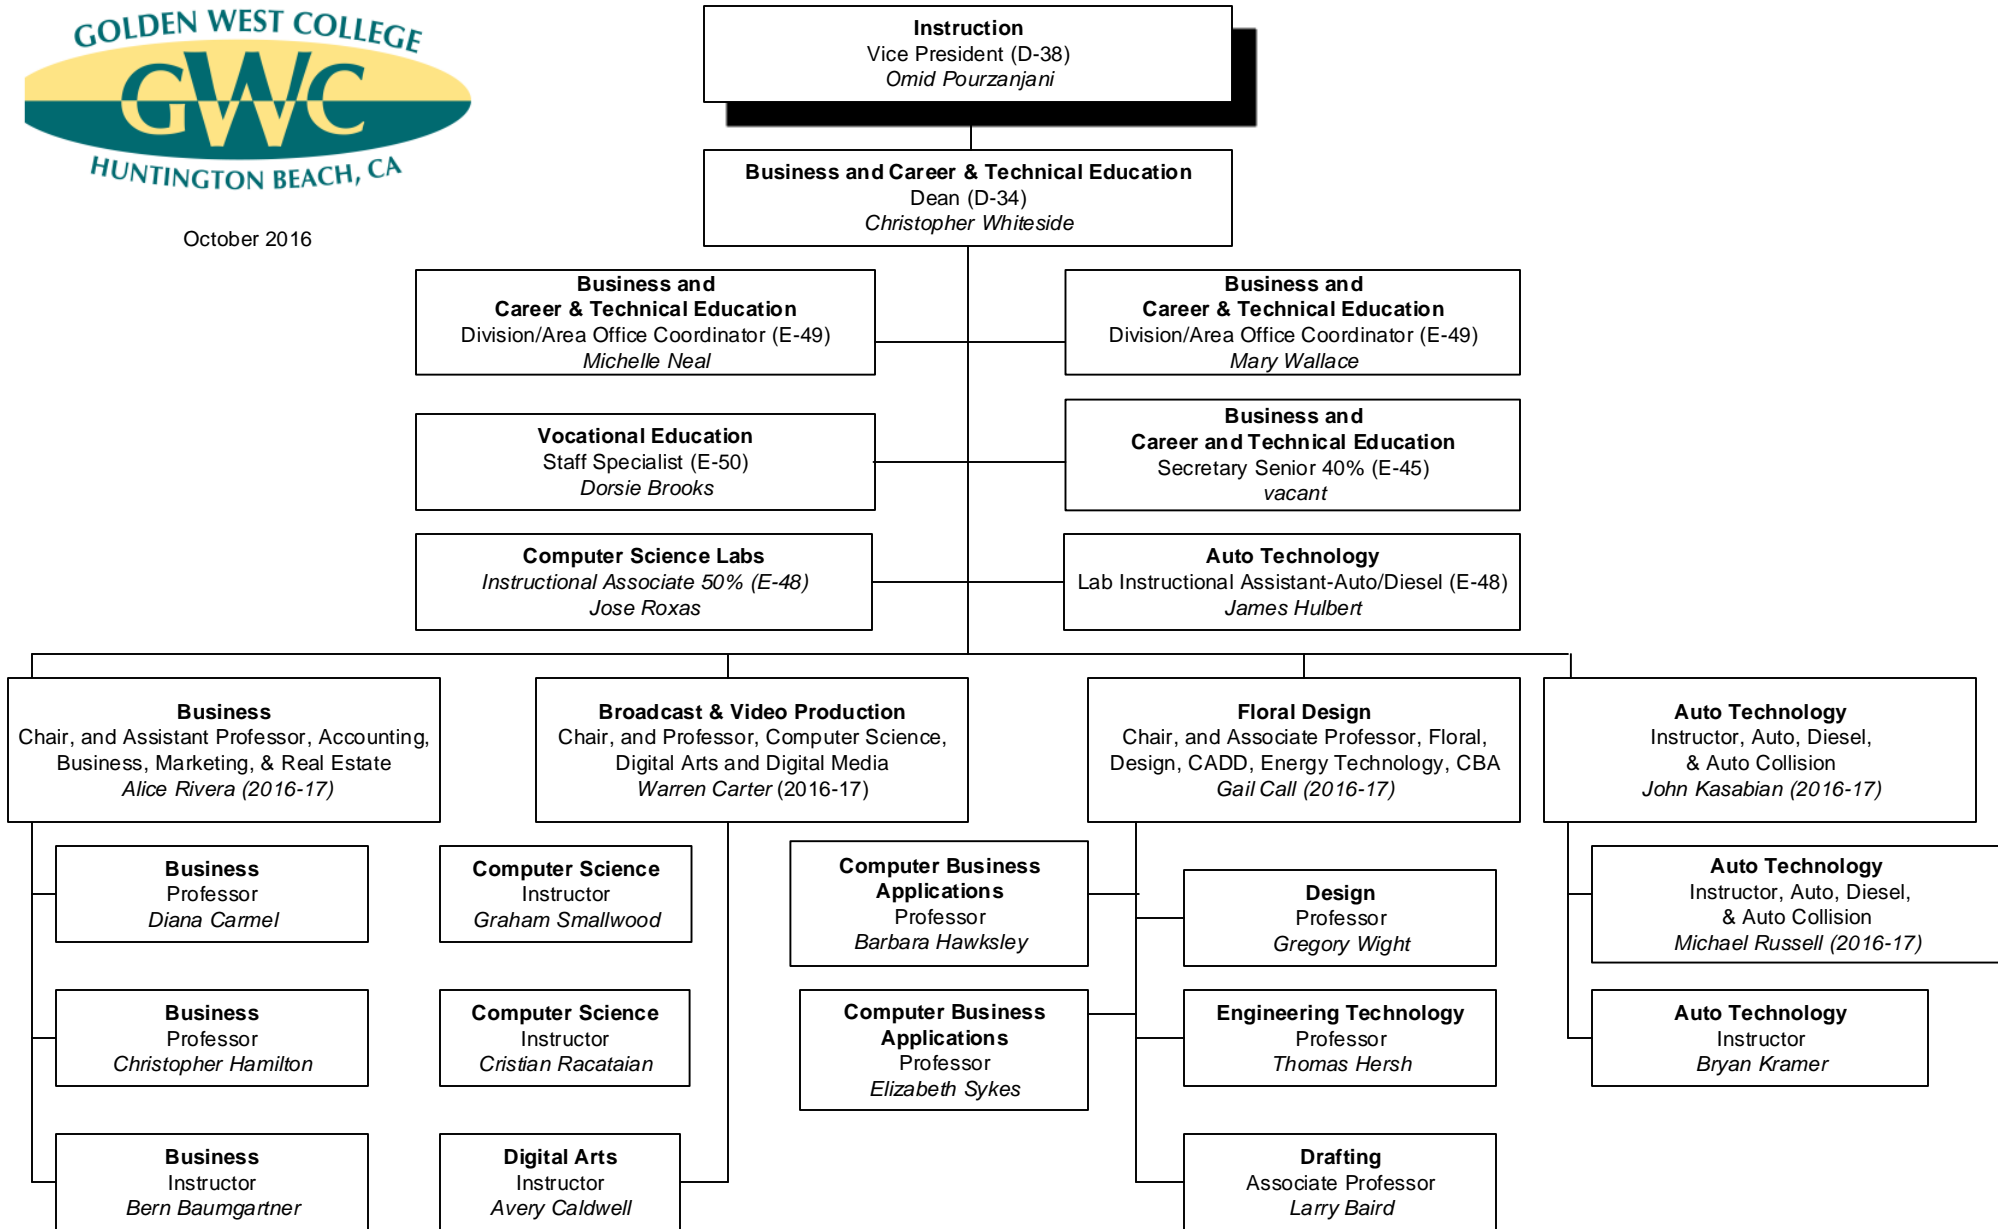 GOLDEN WEST COLLEGE
GWC
HUNTINGTON BEACH, CA
October 2016
Instruction
Vice President (D-38)
Omid Pourzanjani
Business and Career & Technical Education
Dean (D-34)
Christopher Whiteside
Business and
Career & Technical Education
Division/Area Office Coordinator (E-49)
Michelle Neal
Business and
Career & Technical Education
Division/Area Office Coordinator (E-49)
Mary Wallace
Vocational Education
Staff Specialist (E-50)
Dorsie Brooks
Business and
Career and Technical Education
Secretary Senior 40% (E-45)
vacant
Computer Science Labs
Instructional Associate 50% (E-48)
Jose Roxas
Auto Technology
Lab Instructional Assistant-Auto/Diesel (E-48)
James Hulbert
Business
Chair, and Assistant Professor, Accounting,
Business, Marketing, & Real Estate
Alice Rivera (2016-17)
Broadcast & Video Production
Chair, and Professor, Computer Science,
Digital Arts and Digital Media
Warren Carter (2016-17)
Floral Design
Chair, and Associate Professor, Floral,
Design, CADD, Energy Technology, CBA
Gail Call (2016-17)
Auto Technology
Instructor, Auto, Diesel,
& Auto Collision
John Kasabian (2016-17)
Business
Professor
Diana Carmel
Computer Science
Instructor
Graham Smallwood
Computer Business
Applications
Professor
Barbara Hawksley
Design
Professor
Gregory Wight
Auto Technology
Instructor, Auto, Diesel,
& Auto Collision
Michael Russell (2016-17)
Business
Professor
Christopher Hamilton
Computer Science
Instructor
Cristian Racataian
Computer Business
Applications
Professor
Elizabeth Sykes
Engineering Technology
Professor
Thomas Hersh
Auto Technology
Instructor
Bryan Kramer
Business
Instructor
Bern Baumgartner
Digital Arts
Instructor
Avery Caldwell
Drafting
Associate Professor
Larry Baird